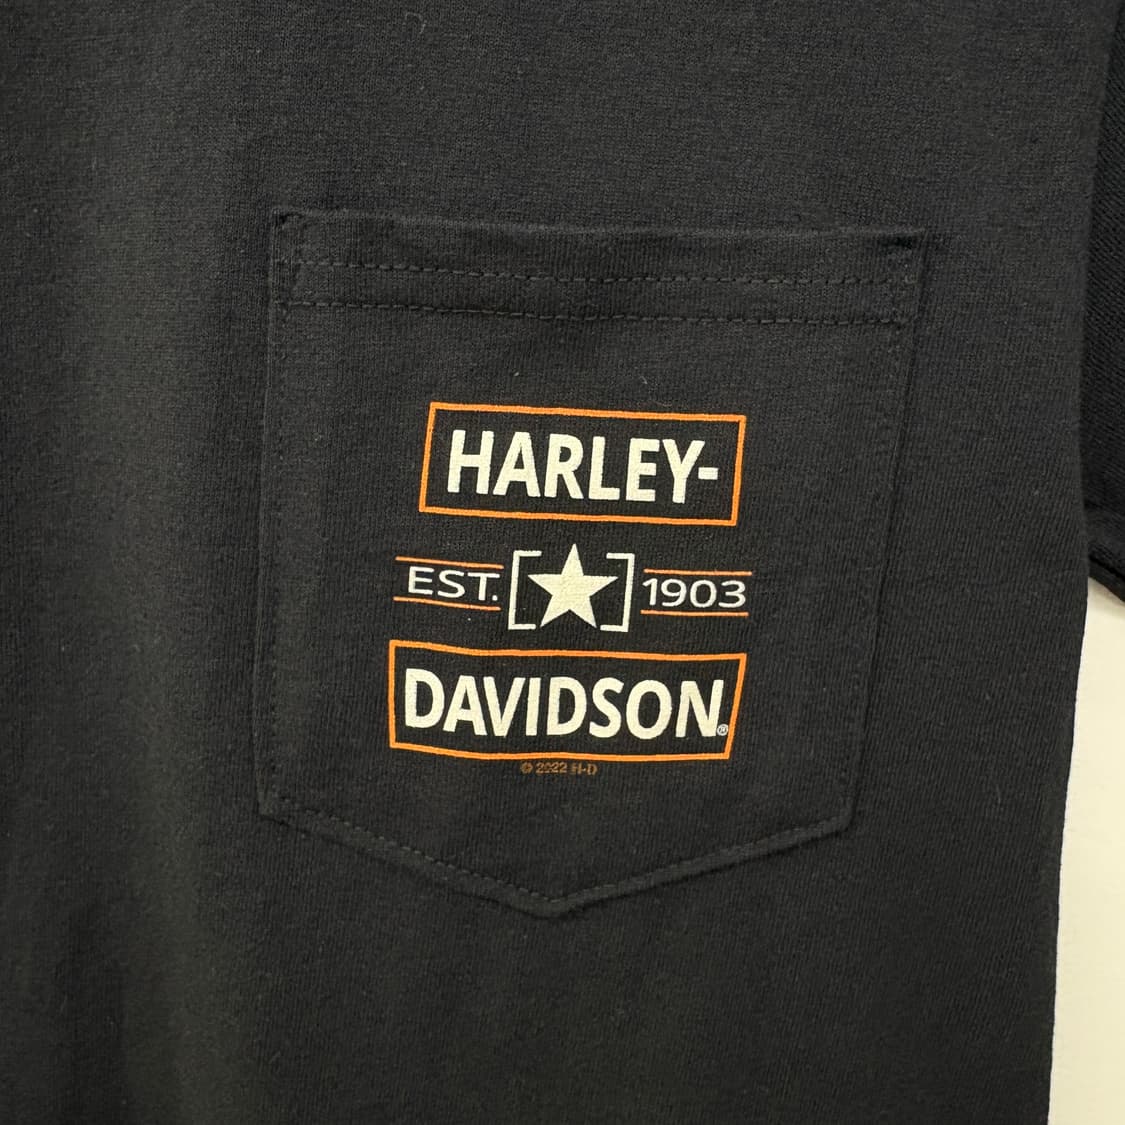 HARLEY-
EST. [★] 1903
DAVIDSON®
© 2022 H-D